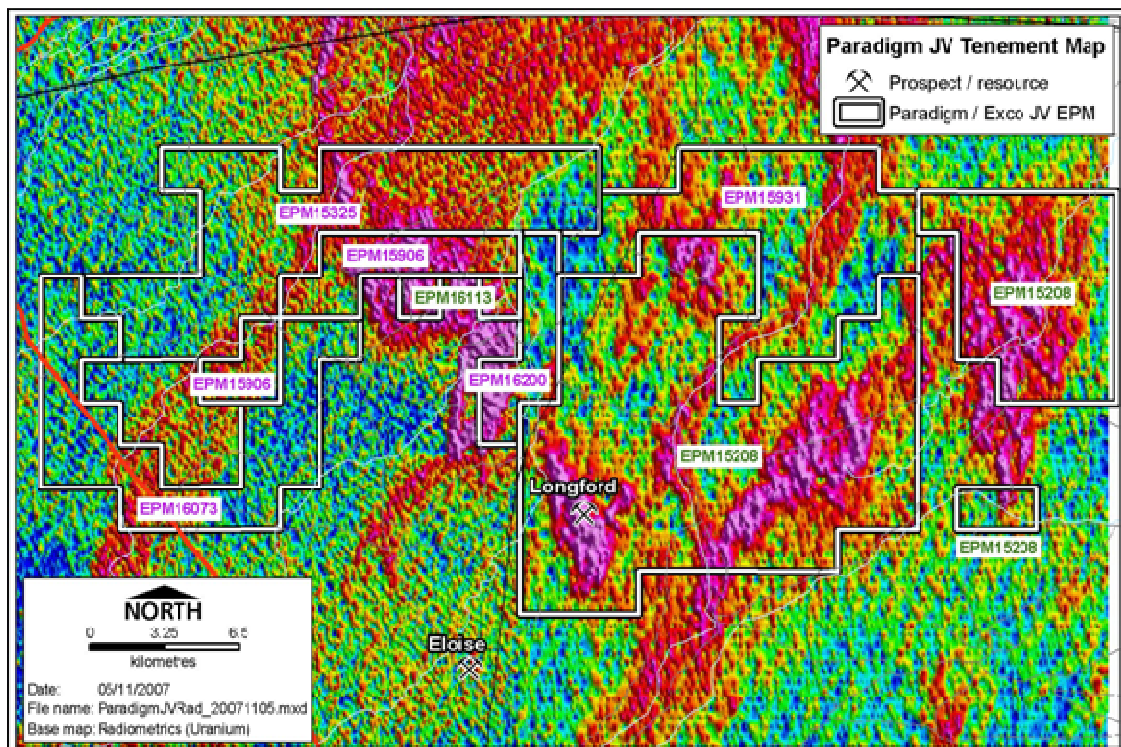 Paradigm JV Tenement Map
Prospect / resource
Paradigm / Exco JV EPM
EPM15325
EPM15931
EPM15906
EPM16113
EPM15208
EPM15906
EPM16200
EPM15208
Longford
EPM16073
EPM15208
Eloise
NORTH
0 3.25 6.5
kilometres
Date: 05/11/2007
File name: ParadigmJVRad_20071105.mxd
Base map: Radiometrics (Uranium)